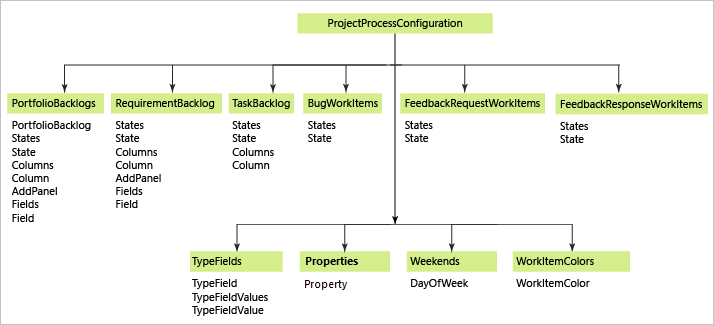 ProjectProcessConfiguration
PortfolioBacklogs
PortfolioBacklog
States
State
Columns
Column
AddPanel
Fields
Field
RequirementBacklog
States
State
Columns
Column
AddPanel
Fields
Field
TaskBacklog
States
State
Columns
Column
BugWorkItems
States
State
FeedbackRequestWorkItems
States
State
FeedbackResponseWorkItems
States
State
TypeFields
TypeField
TypeFieldValues
TypeFieldValue
Properties
Property
Weekends
DayOfWeek
WorkItemColors
WorkItemColor